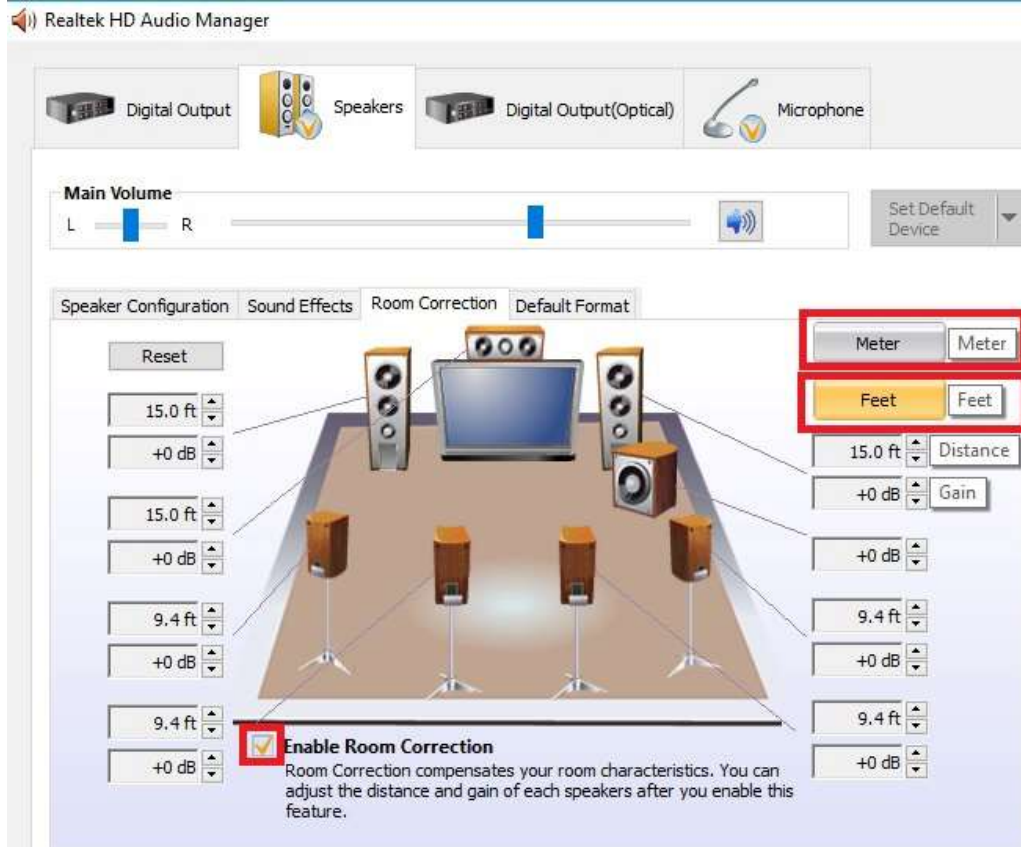 Realtek HD Audio Manager
Digital Output
Speakers
Digital Output(Optical)
Microphone
Main Volume
L
R
Set Default
Device
Speaker Configuration
Sound Effects
Room Correction
Default Format
Reset
Meter
Meter
Feet
Feet
15.0 ft
+0 dB
15.0 ft
+0 dB
9.4 ft
+0 dB
9.4 ft
+0 dB
15.0 ft
Distance
+0 dB
Gain
+0 dB
9.4 ft
+0 dB
9.4 ft
+0 dB
Enable Room Correction
Room Correction compensates your room characteristics. You can
adjust the distance and gain of each speakers after you enable this
feature.